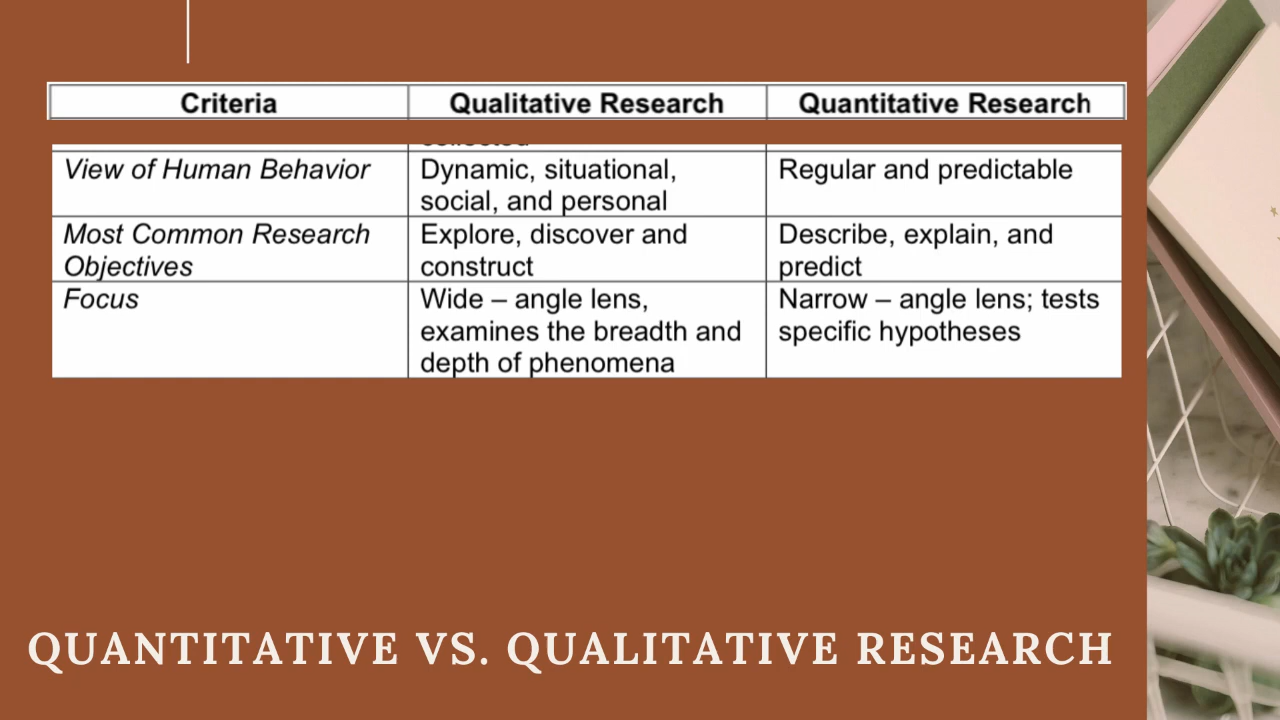 Criteria Qualitative Research Quantitative Research
View of Human Behavior Dynamic, situational, Regular and predictable
social, and personal
Most Common Research Explore, discover and Describe, explain, and
Objectives construct predict
Focus Wide – angle lens, Narrow – angle lens; tests
examines the breadth and specific hypotheses
depth of phenomena
QUANTITATIVE VS. QUALITATIVE RESEARCH